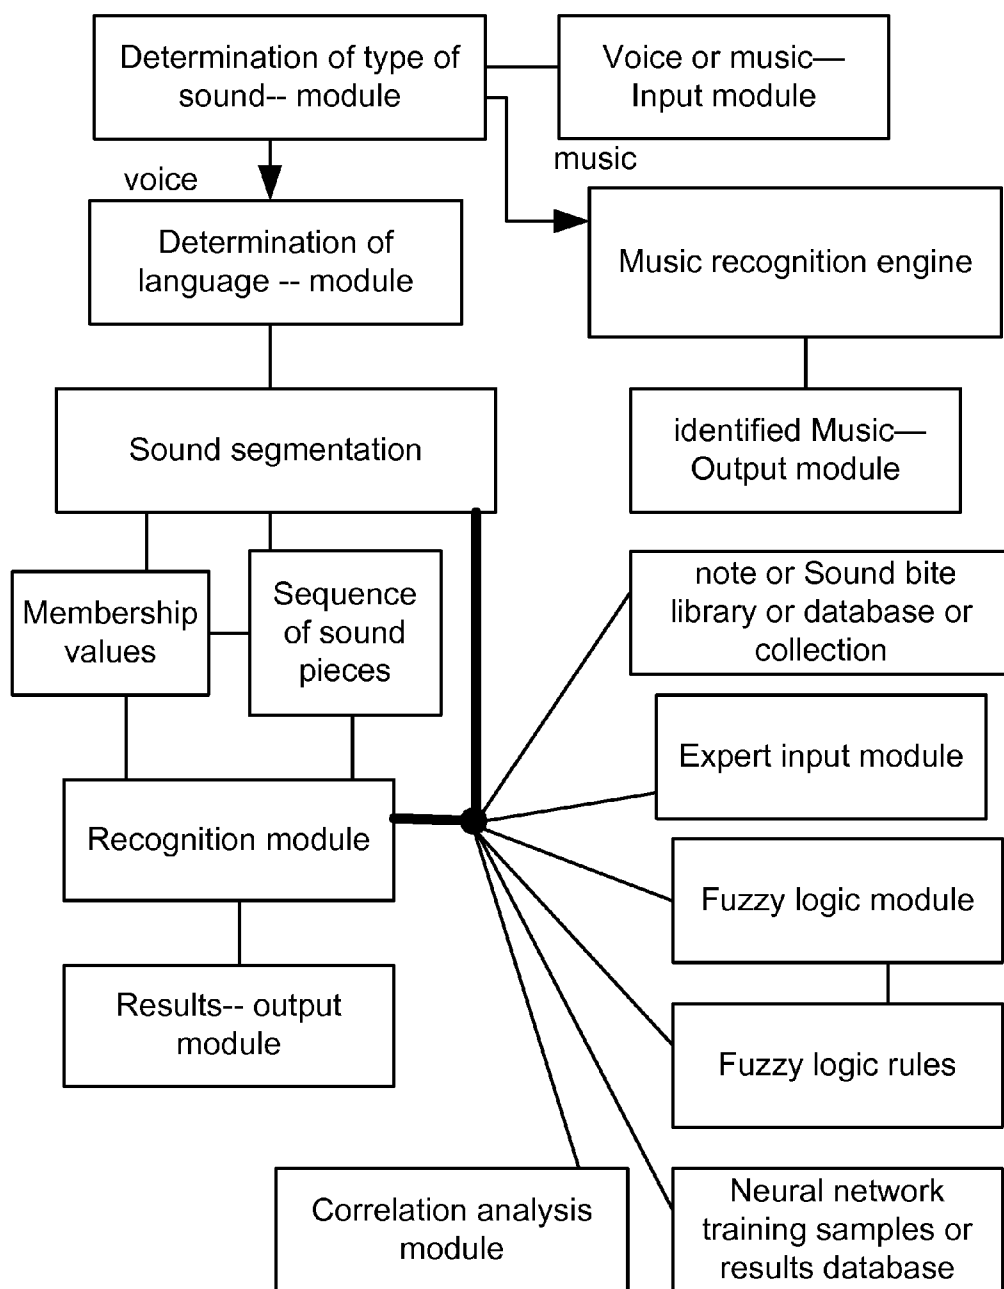 Determination of type of
sound-- module
Voice or music—
Input module
voice
music
Determination of
language -- module
Music recognition engine
Sound segmentation
identified Music—
Output module
Membership
values
Sequence
of sound
pieces
note or Sound bite
library or database or
collection
Expert input module
Recognition module
Fuzzy logic module
Results-- output
module
Fuzzy logic rules
Correlation analysis
module
Neural network
training samples or
results database